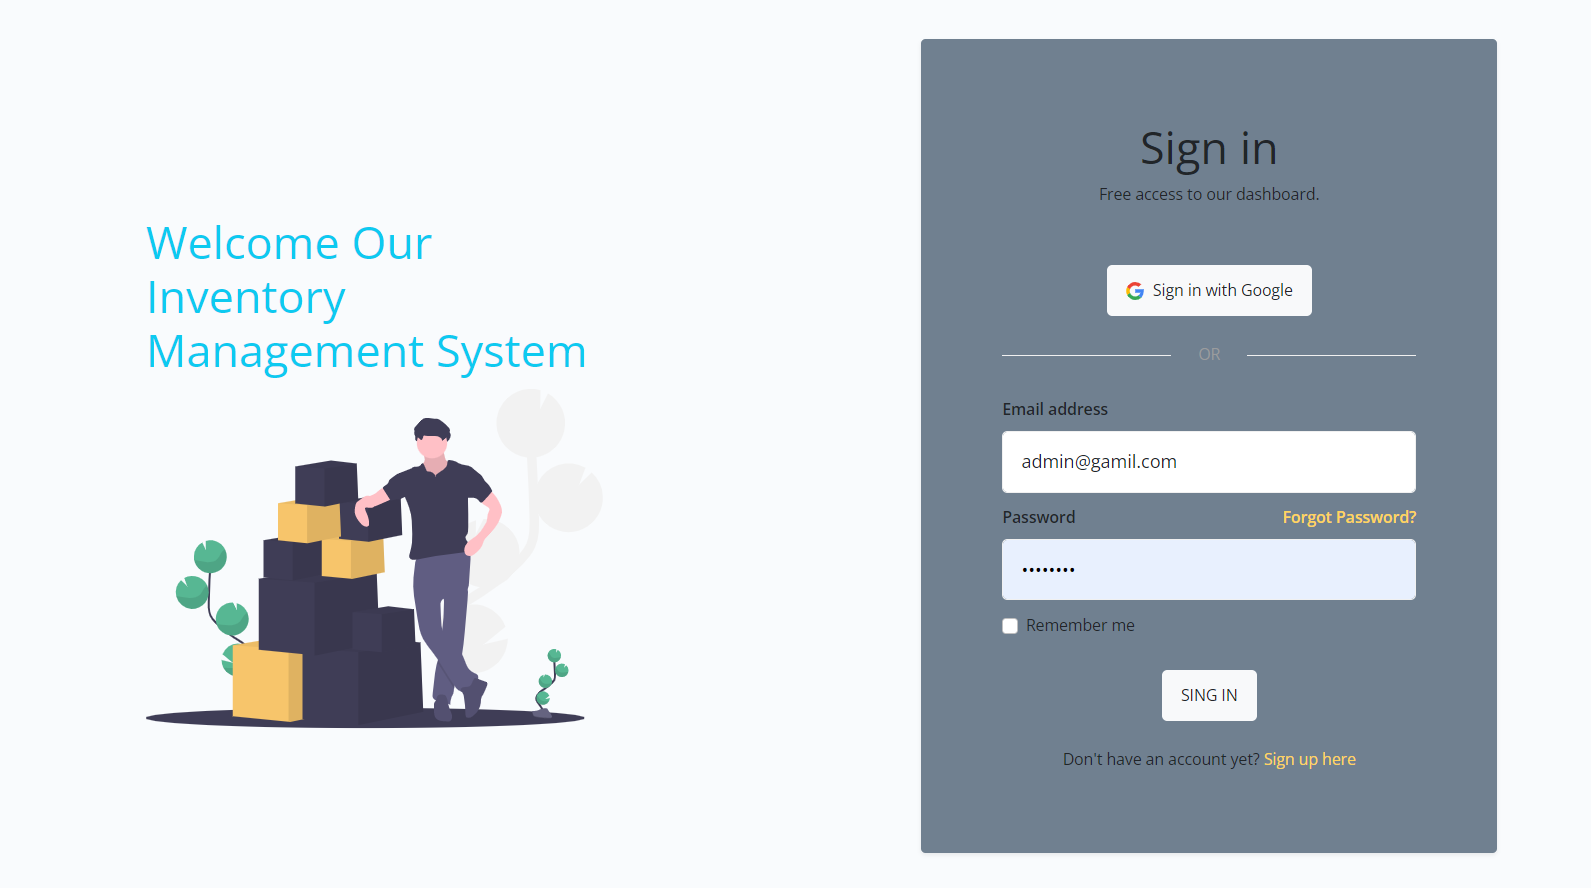 Welcome Our
Inventory
Management System
Sign in
Free access to our dashboard.
Sign in with Google
OR
Email address
admin@gamil.com
Password
Forgot Password?
••••••••
Remember me
SING IN
Don't have an account yet? Sign up here